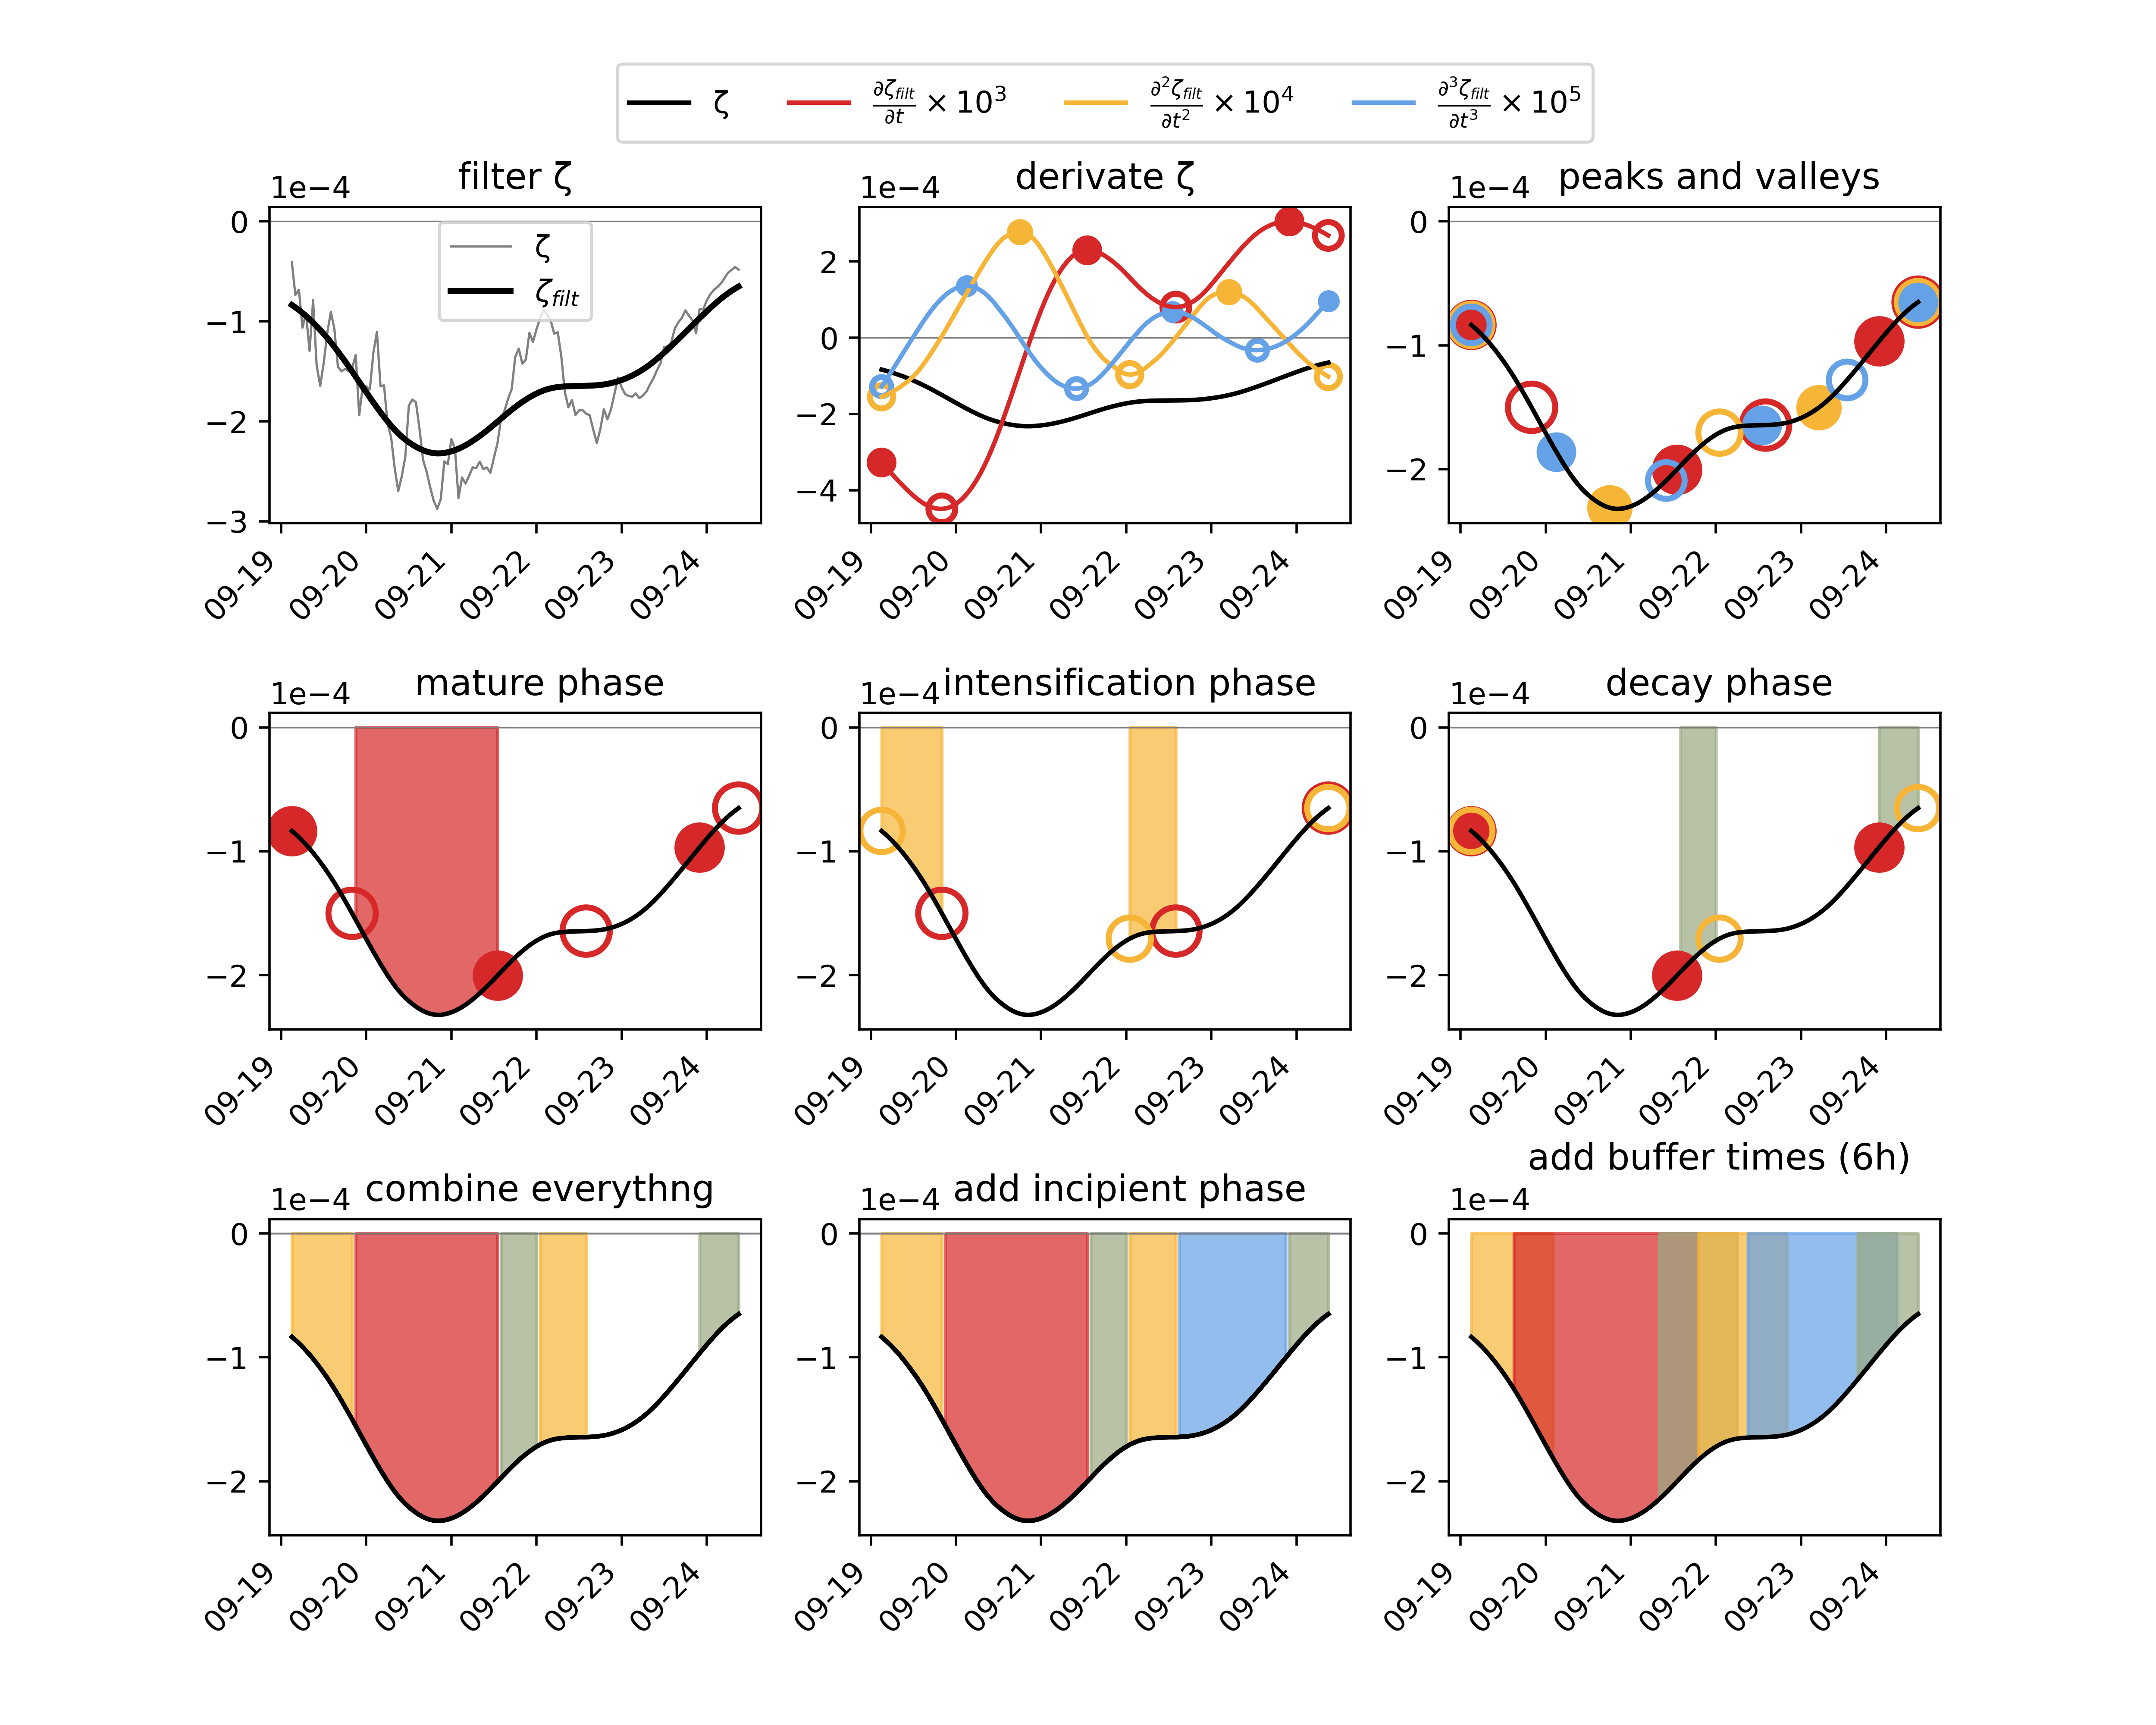 ζ ∂ζfilt/∂t × 10³ ∂²ζfilt/∂t² × 10⁴ ∂³ζfilt/∂t³ × 10⁵
filter ζ
1e−4
0
−1
−2
−3
ζ
ζfilt
09-19 09-20 09-21 09-22 09-23 09-24
derivate ζ
1e−4
2
0
−2
−4
09-19 09-20 09-21 09-22 09-23 09-24
peaks and valleys
1e−4
0
−1
−2
09-19 09-20 09-21 09-22 09-23 09-24
mature phase
1e−4
0
−1
−2
09-19 09-20 09-21 09-22 09-23 09-24
intensification phase
1e−4
0
−1
−2
09-19 09-20 09-21 09-22 09-23 09-24
decay phase
1e−4
0
−1
−2
09-19 09-20 09-21 09-22 09-23 09-24
combine everythng
1e−4
0
−1
−2
09-19 09-20 09-21 09-22 09-23 09-24
add incipient phase
1e−4
0
−1
−2
09-19 09-20 09-21 09-22 09-23 09-24
add buffer times (6h)
1e−4
0
−1
−2
09-19 09-20 09-21 09-22 09-23 09-24